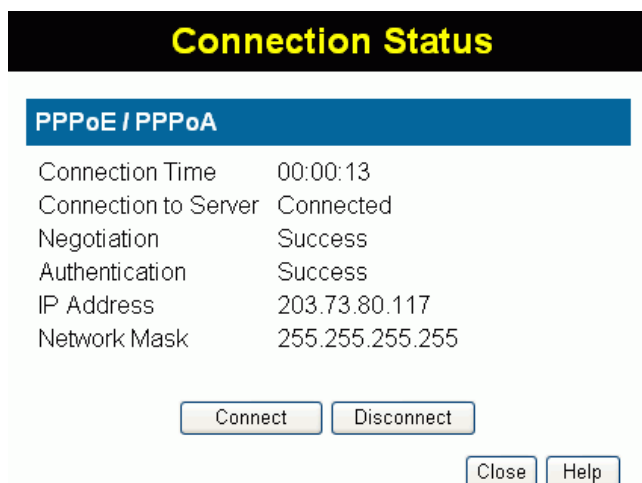 Connection Status
PPPoE / PPPoA
Connection Time 00:00:13
Connection to Server Connected
Negotiation Success
Authentication Success
IP Address 203.73.80.117
Network Mask 255.255.255.255
Connect Disconnect
Close Help